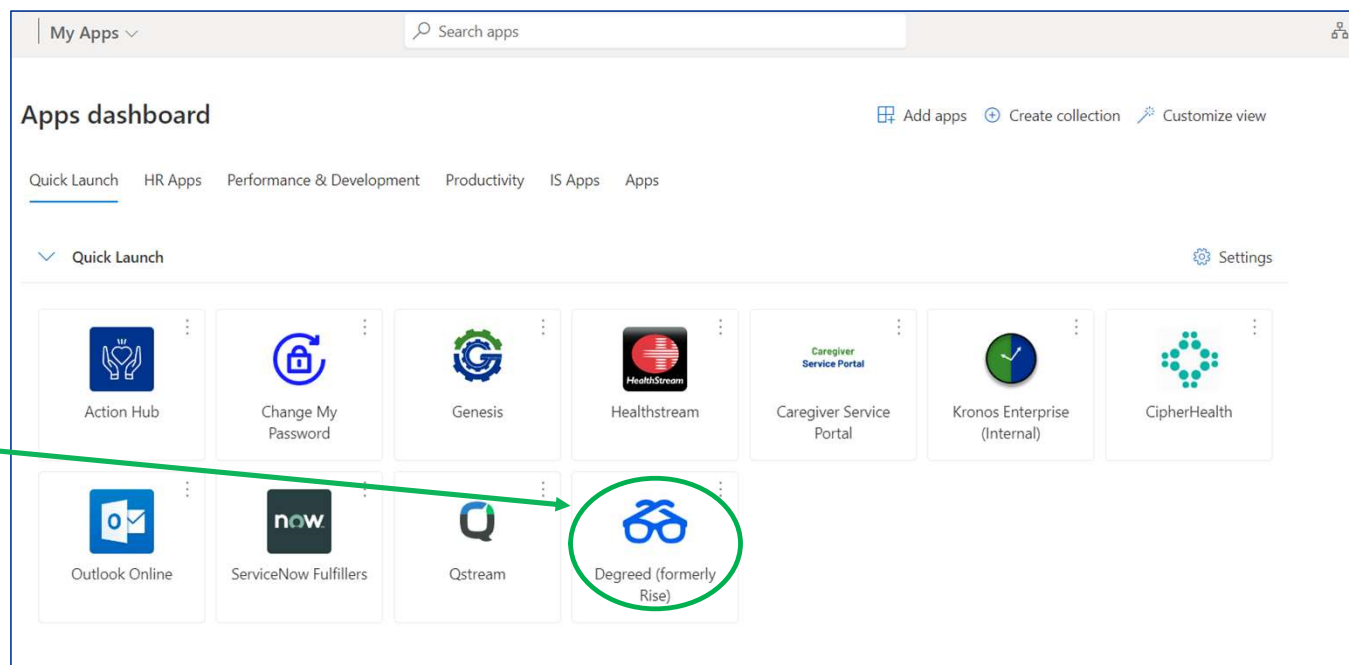 My Apps
Search apps
Apps dashboard
Add apps
Create collection
Customize view
Quick Launch
HR Apps
Performance & Development
Productivity
IS Apps
Apps
Quick Launch
Settings
HealthStream
Caregiver
Service Portal
Action Hub
Change My
Password
Genesis
Healthstream
Caregiver Service
Portal
Kronos Enterprise
(Internal)
CipherHealth
now
Outlook Online
ServiceNow Fulfillers
Qstream
Degreed (formerly
Rise)